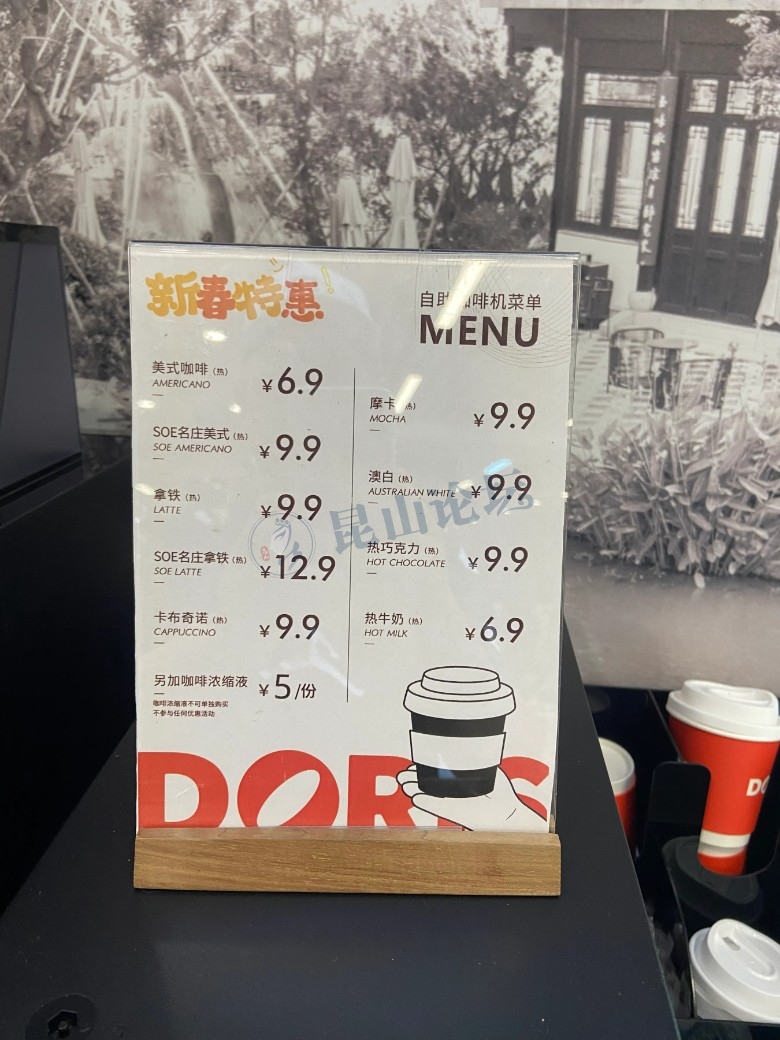 新春特惠!
自助咖啡机菜单
MENU
美式咖啡(热)
AMERICANO
¥6.9
SOE名庄美式(热)
SOE AMERICANO
¥9.9
拿铁(热)
LATTE
¥9.9
SOE名庄拿铁(热)
SOE LATTE
¥12.9
卡布奇诺(热)
CAPPUCCINO
¥9.9
另加咖啡浓缩液
¥5/份
咖啡浓缩液不可单独购买
不参与任何优惠活动
摩卡(热)
MOCHA
¥9.9
澳白(热)
AUSTRALIAN WHITE
¥9.9
热巧克力(热)
HOT CHOCOLATE
¥9.9
热牛奶(热)
HOT MILK
¥6.9
昆山论坛
DO